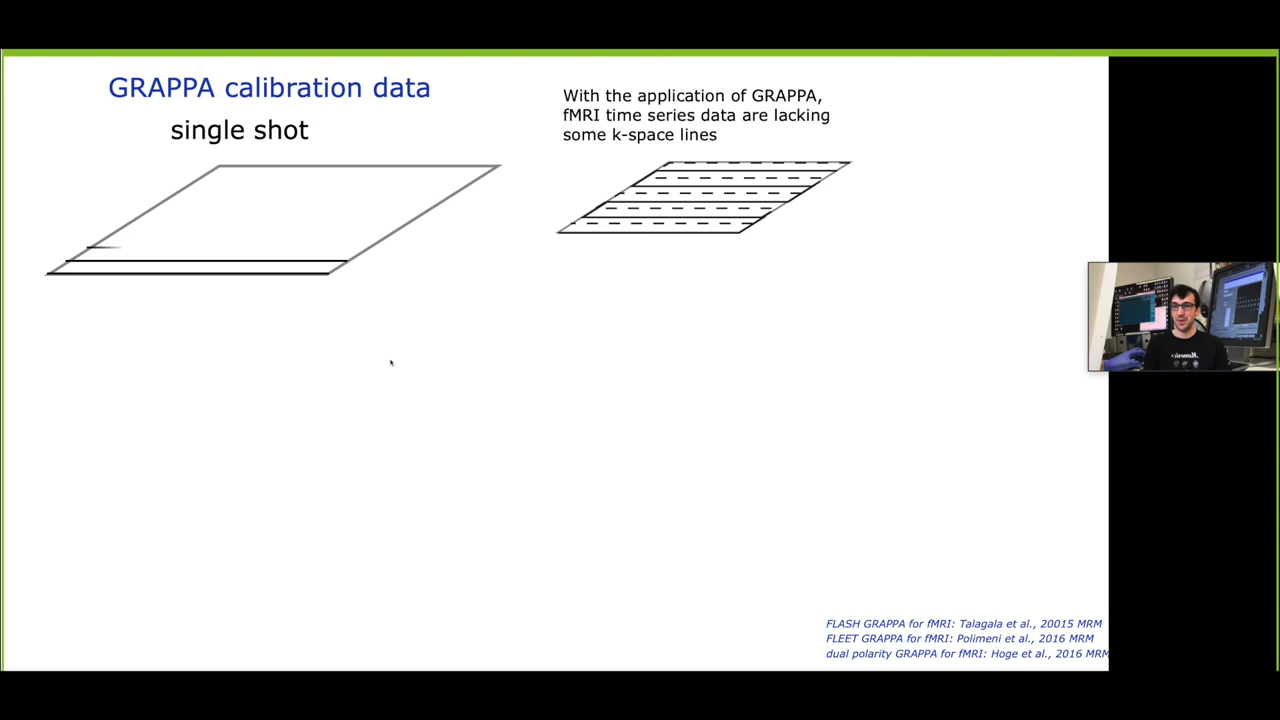 GRAPPA calibration data
single shot
With the application of GRAPPA,
fMRI time series data are lacking
some k-space lines
FLASH GRAPPA for fMRI: Talagala et al., 20015 MRM
FLEET GRAPPA for fMRI: Polimeni et al., 2016 MRM
dual polarity GRAPPA for fMRI: Hoge et al., 2016 MRM